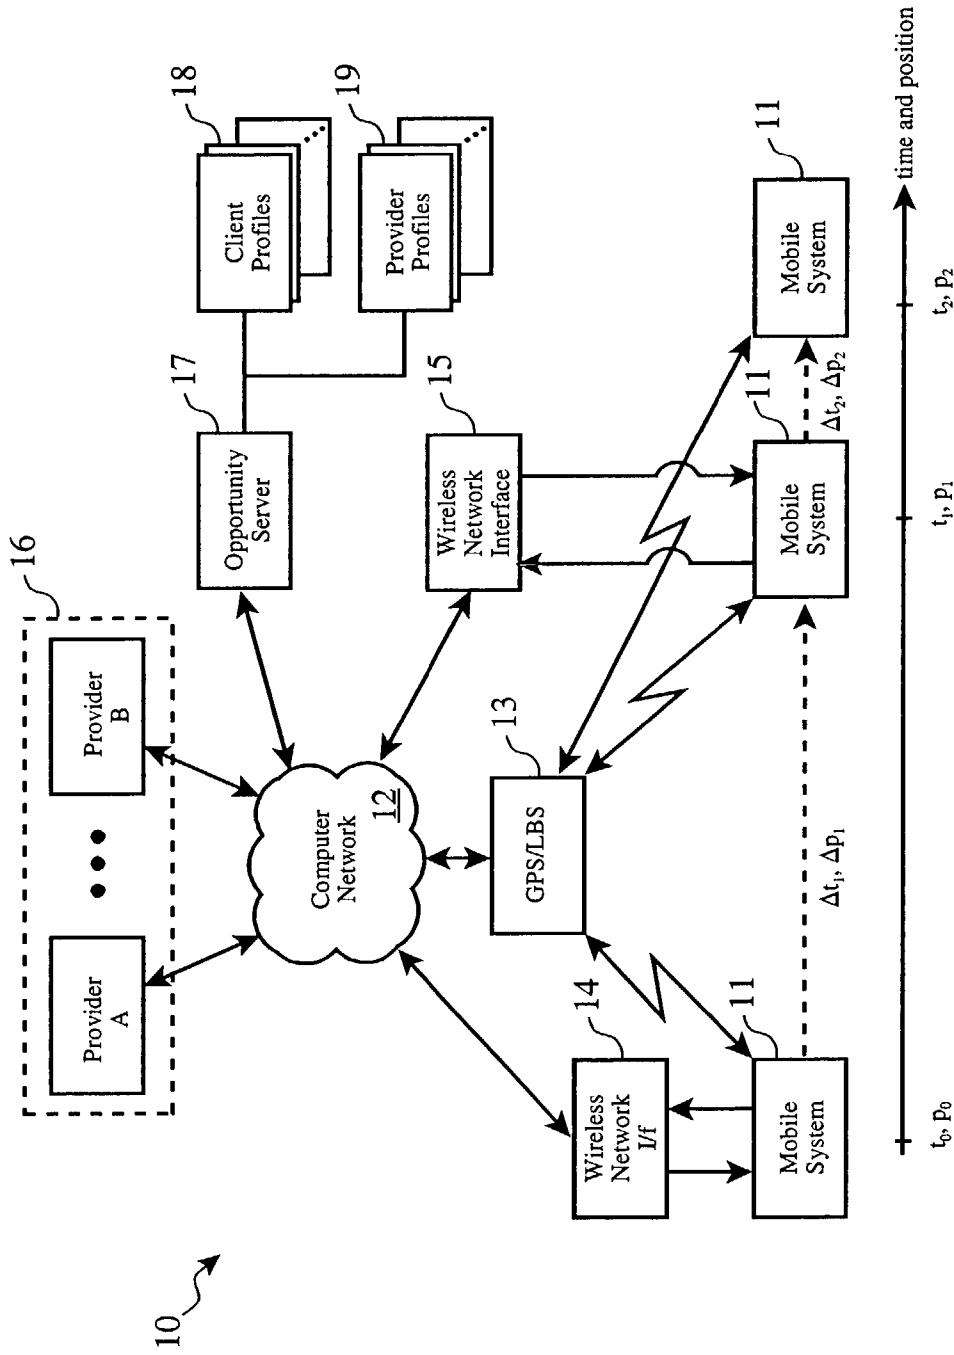 10
16
Provider
A
Provider
B
17
Opportunity
Server
18
Client
Profiles
19
Provider
Profiles
Computer
Network
12
14
Wireless
Network
I/f
13
GPS/LBS
15
Wireless
Network
Interface
11
Mobile
System
Δt₁, Δp₁
11
Mobile
System
Δt₂, Δp₂
11
Mobile
System
t₀, p₀
t₁, p₁
t₂, p₂
time and position